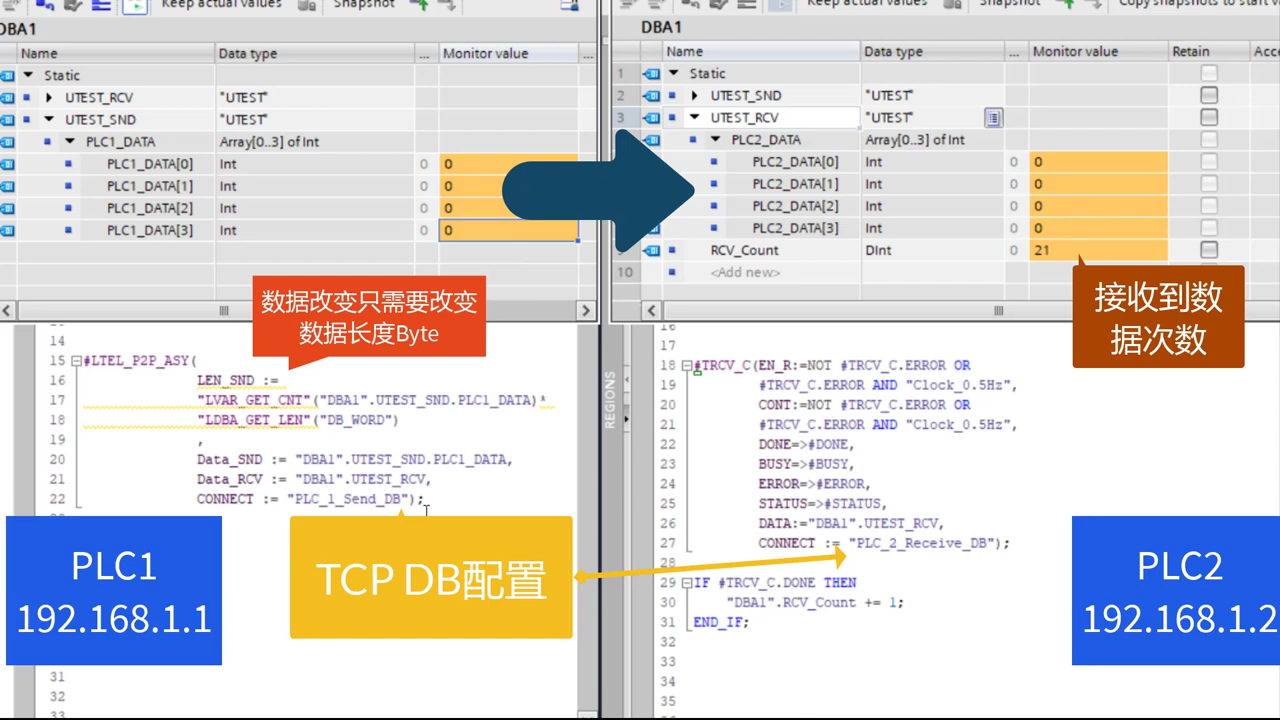 Keep actual values
Snapshot
DBA1
Name
Data type
...
Monitor value
...
Static
UTEST_RCV
"UTEST"
UTEST_SND
"UTEST"
PLC1_DATA
Array[0..3] of Int
PLC1_DATA[0]
Int
0
0
PLC1_DATA[1]
Int
0
0
PLC1_DATA[2]
Int
0
0
PLC1_DATA[3]
Int
0
0
数据改变只需要改变
数据长度Byte
14
15 #LTEL_P2P_ASY(
16 LEN_SND :=
17 "LVAR_GET_CNT"("DBA1".UTEST_SND.PLC1_DATA)*
18 "LDBA_GET_LEN"("DB_WORD")
19 ,
20 Data_SND := "DBA1".UTEST_SND.PLC1_DATA,
21 Data_RCV := "DBA1".UTEST_RCV,
22 CONNECT := "PLC_1_Send_DB");
PLC1
192.168.1.1
TCP DB配置
31
32
33
Keep actual values
Snapshot
Copy snapshots to start va
DBA1
Name
Data type
...
Monitor value
Retain
Acce
1 Static
2 UTEST_SND
"UTEST"
3 UTEST_RCV
"UTEST"
PLC2_DATA
Array[0..3] of Int
PLC2_DATA[0]
Int
0
0
PLC2_DATA[1]
Int
0
0
PLC2_DATA[2]
Int
0
0
PLC2_DATA[3]
Int
0
0
RCV_Count
DInt
0
21
10 <Add new>
接收到数
据次数
REGIONS
16
17
18 #TRCV_C(EN_R:=NOT #TRCV_C.ERROR OR
19 #TRCV_C.ERROR AND "Clock_0.5Hz",
20 CONT:=NOT #TRCV_C.ERROR OR
21 #TRCV_C.ERROR AND "Clock_0.5Hz",
22 DONE=>#DONE,
23 BUSY=>#BUSY,
24 ERROR=>#ERROR,
25 STATUS=>#STATUS,
26 DATA:="DBA1".UTEST_RCV,
27 CONNECT := "PLC_2_Receive_DB");
28
29 IF #TRCV_C.DONE THEN
30 "DBA1".RCV_Count += 1;
31 END_IF;
32
33
34
35
PLC2
192.168.1.2